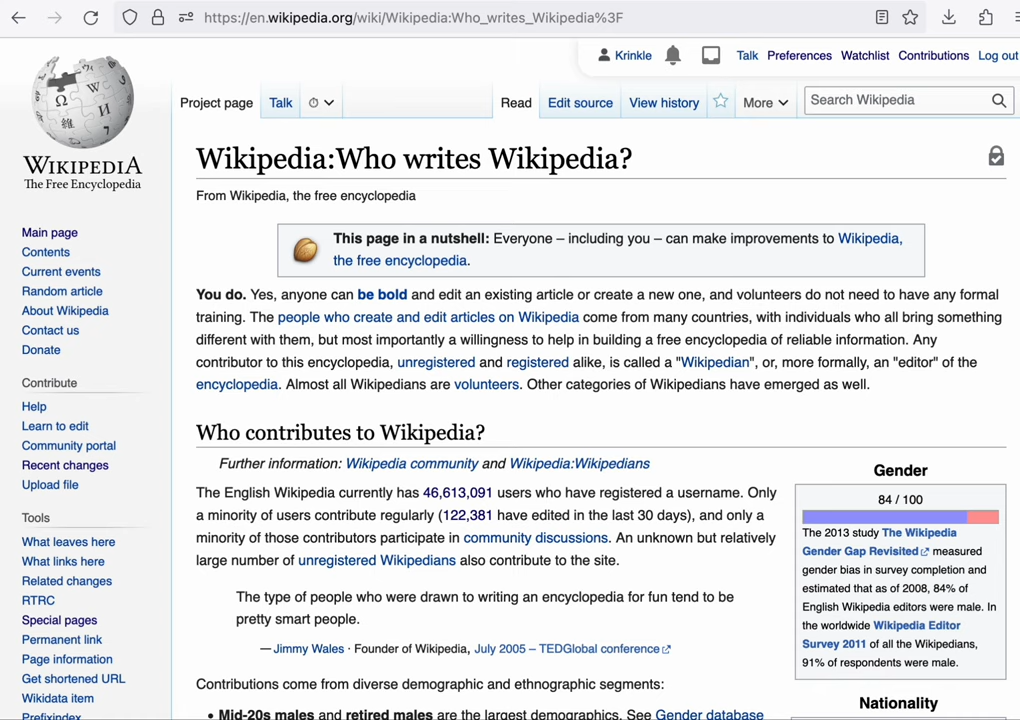 https://en.wikipedia.org/wiki/Wikipedia:Who_writes_Wikipedia%3F
Krinkle Talk Preferences Watchlist Contributions Log out
Project page Talk Read Edit source View history More Search Wikipedia
WIKIPEDIA
The Free Encyclopedia
Main page
Contents
Current events
Random article
About Wikipedia
Contact us
Donate
Contribute
Help
Learn to edit
Community portal
Recent changes
Upload file
Tools
What leaves here
What links here
Related changes
RTRC
Special pages
Permanent link
Page information
Get shortened URL
Wikidata item
Prefixindex
Wikipedia:Who writes Wikipedia?
From Wikipedia, the free encyclopedia
This page in a nutshell: Everyone – including you – can make improvements to Wikipedia,
the free encyclopedia.
You do. Yes, anyone can be bold and edit an existing article or create a new one, and volunteers do not need to have any formal
training. The people who create and edit articles on Wikipedia come from many countries, with individuals who all bring something
different with them, but most importantly a willingness to help in building a free encyclopedia of reliable information. Any
contributor to this encyclopedia, unregistered and registered alike, is called a "Wikipedian", or, more formally, an "editor" of the
encyclopedia. Almost all Wikipedians are volunteers. Other categories of Wikipedians have emerged as well.
Who contributes to Wikipedia?
Further information: Wikipedia community and Wikipedia:Wikipedians
The English Wikipedia currently has 46,613,091 users who have registered a username. Only
a minority of users contribute regularly (122,381 have edited in the last 30 days), and only a
minority of those contributors participate in community discussions. An unknown but relatively
large number of unregistered Wikipedians also contribute to the site.
The type of people who were drawn to writing an encyclopedia for fun tend to be
pretty smart people.
— Jimmy Wales · Founder of Wikipedia, July 2005 – TEDGlobal conference
Contributions come from diverse demographic and ethnographic segments:
• Mid-20s males and retired males are the largest demographics. See Gender database
Gender
84 / 100
The 2013 study The Wikipedia
Gender Gap Revisited measured
gender bias in survey completion and
estimated that as of 2008, 84% of
English Wikipedia editors were male. In
the worldwide Wikipedia Editor
Survey 2011 of all the Wikipedians,
91% of respondents were male.
Nationality